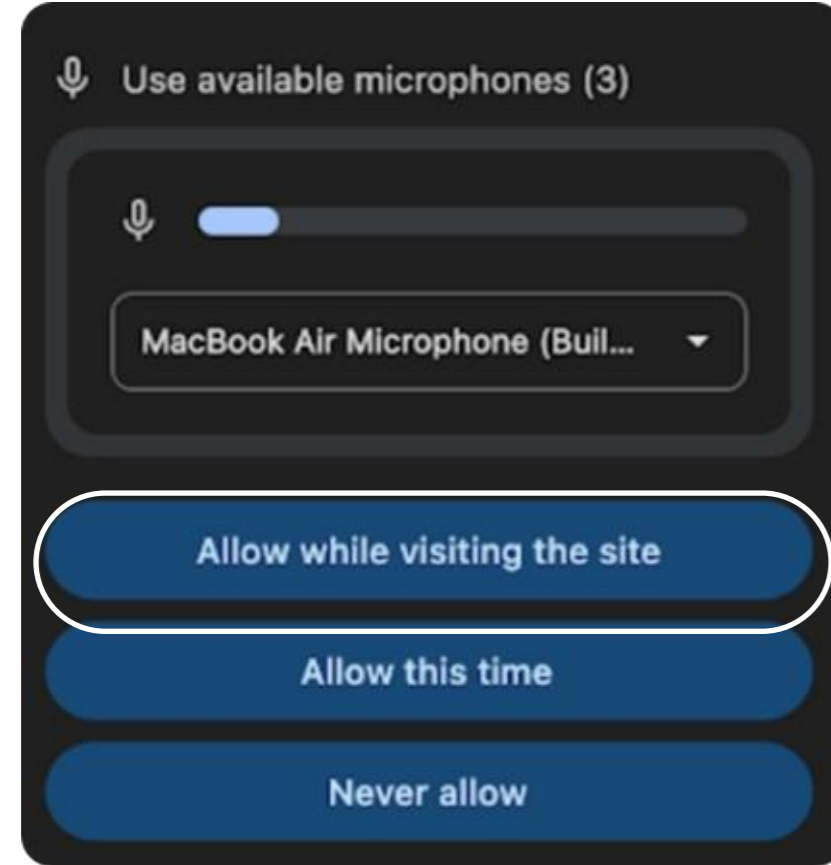 Use available microphones (3)
MacBook Air Microphone (Buil...
Allow while visiting the site
Allow this time
Never allow